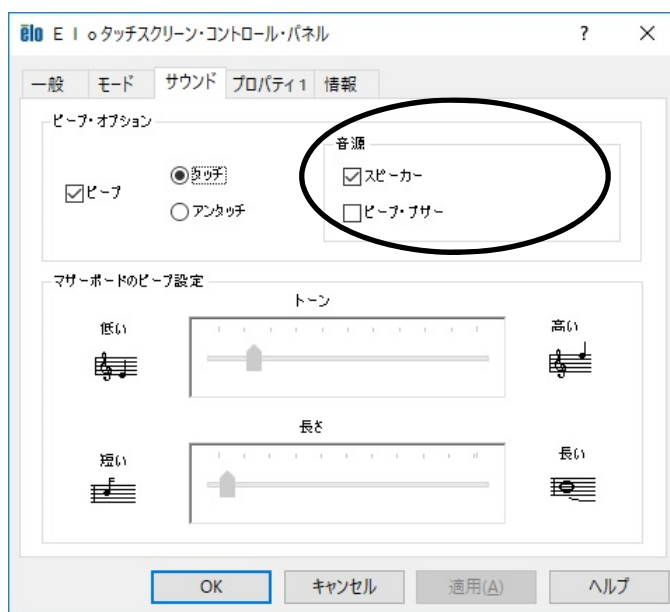 elo E l oタッチスクリーン・コントロール・パネル ? ×
一般 モード サウンド プロパティ1 情報
ビープ・オプション
音源
ビープ
タッチ
アンタッチ
スピーカー
ビープ・ブザー
マザーボードのビープ設定
トーン
低い 高い
長さ
短い 長い
OK キャンセル 適用(A) ヘルプ